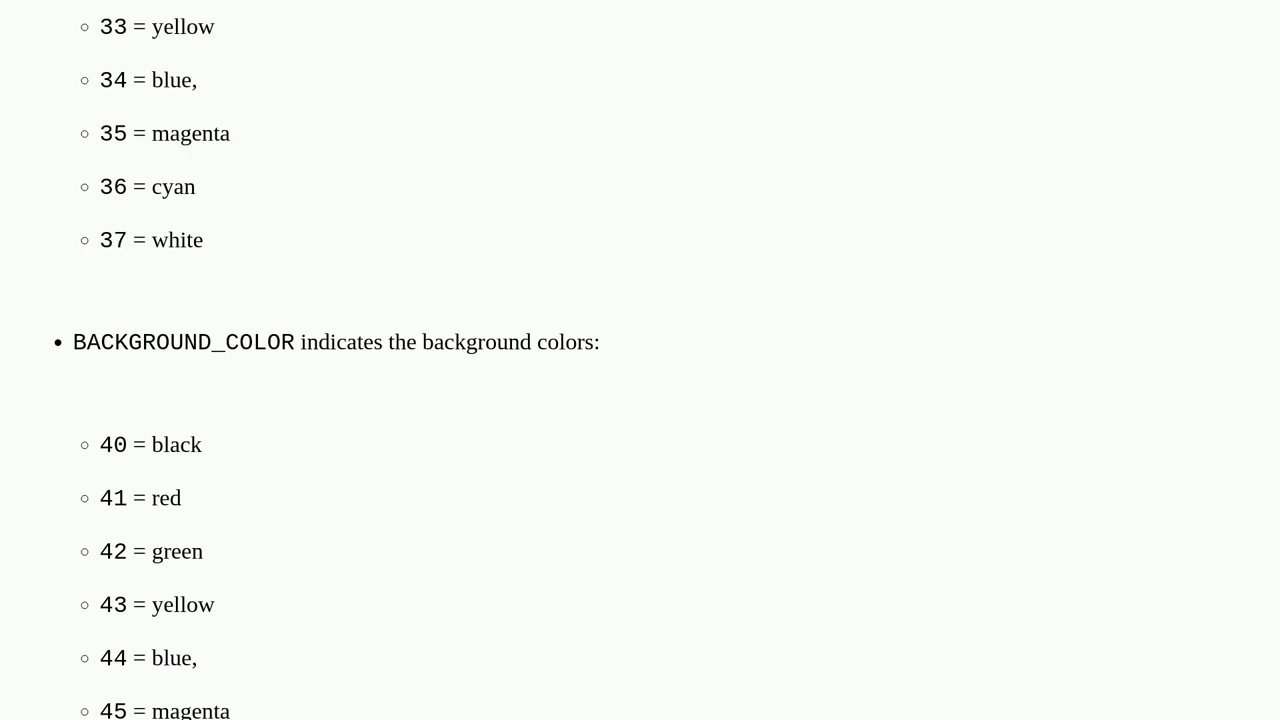 33 = yellow
34 = blue,
35 = magenta
36 = cyan
37 = white
BACKGROUND_COLOR indicates the background colors:
40 = black
41 = red
42 = green
43 = yellow
44 = blue,
45 = magenta